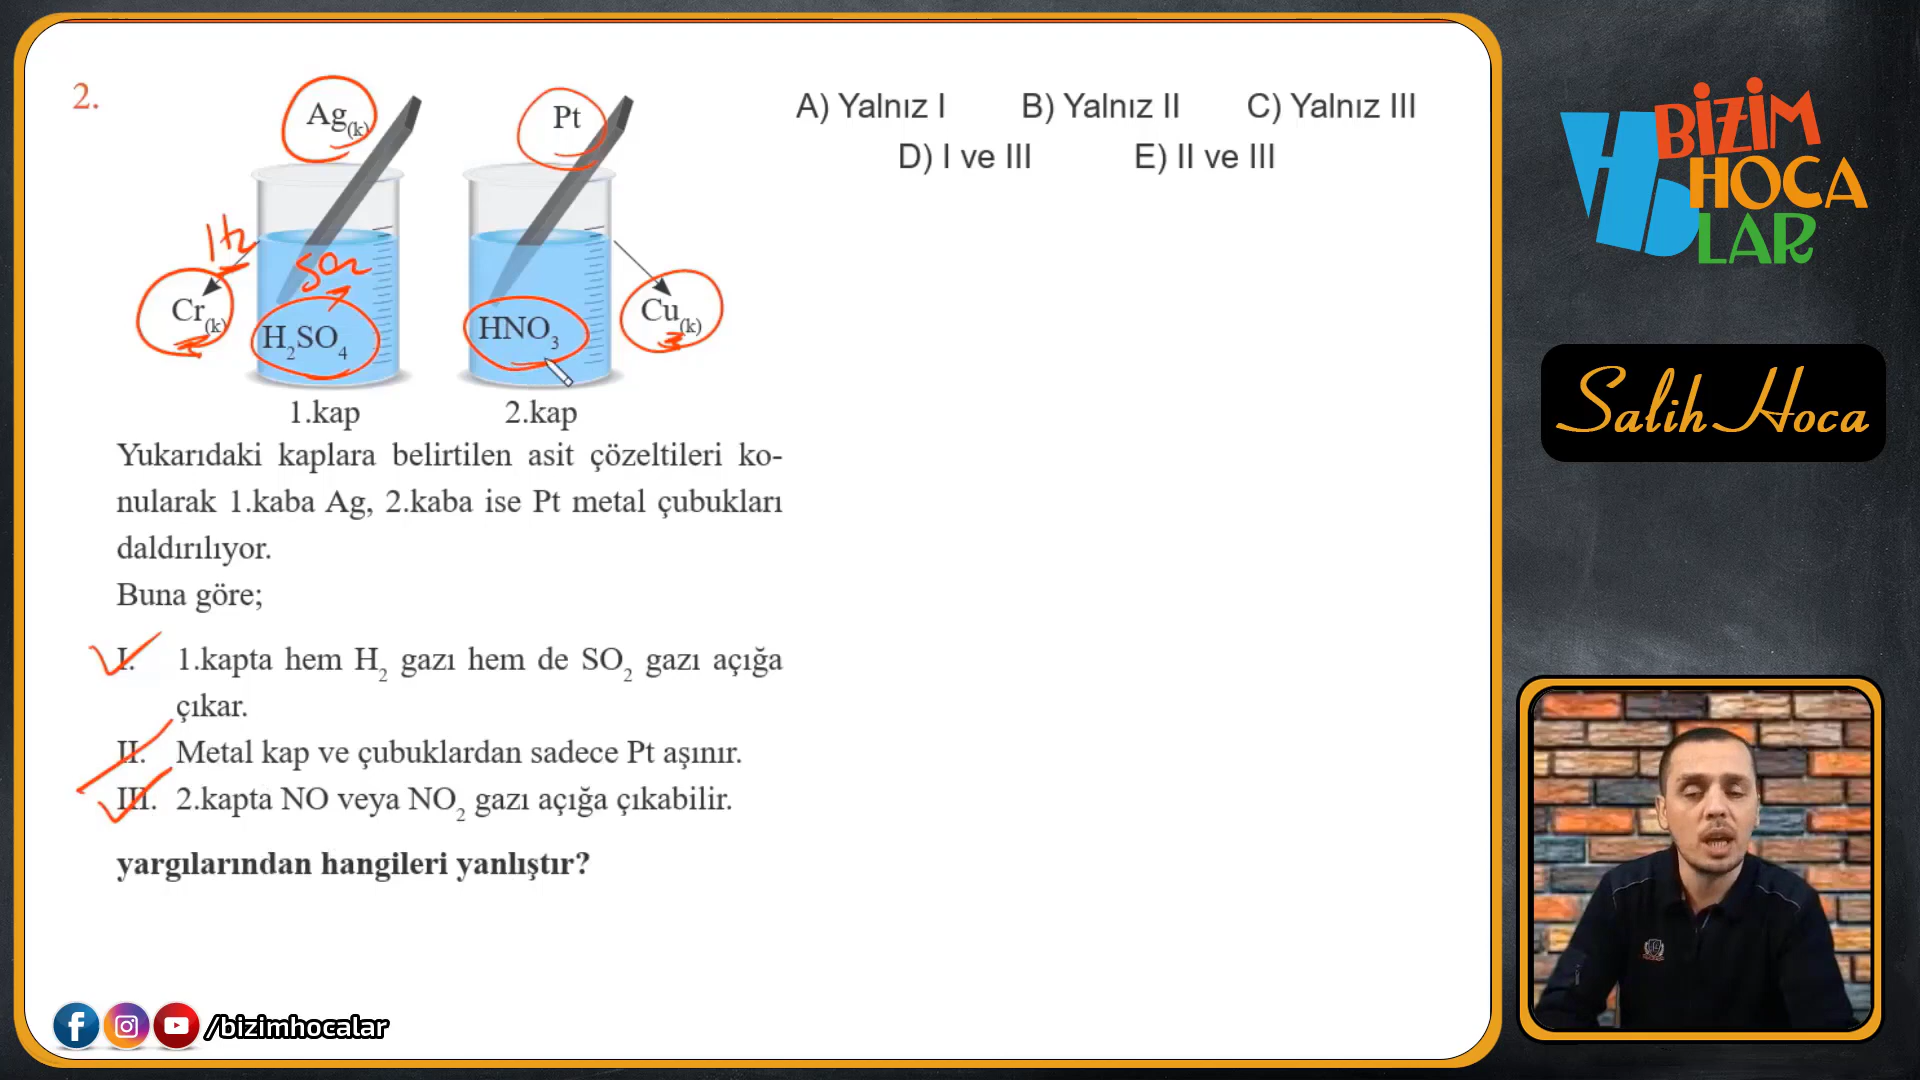 2.
Ag(k)
Pt
A) Yalnız I B) Yalnız II C) Yalnız III
D) I ve III E) II ve III
H2
SO2
Cr(k)
H2SO4
HNO3
Cu(k)
1.kap
2.kap
Yukarıdaki kaplara belirtilen asit çözeltileri ko-
nularak 1.kaba Ag, 2.kaba ise Pt metal çubukları
daldırılıyor.
Buna göre;
I. 1.kapta hem H2 gazı hem de SO2 gazı açığa
çıkar.
II. Metal kap ve çubuklardan sadece Pt aşınır.
III. 2.kapta NO veya NO2 gazı açığa çıkabilir.
yargılarından hangileri yanlıştır?
/bizimhocalar
BİZİM
HOCA
LAR
Salih Hoca